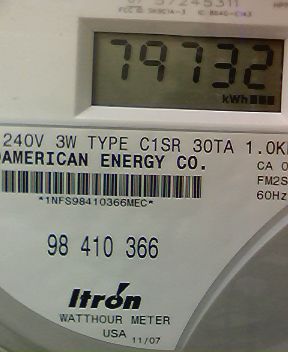 57245311
79732
kWh
240V 3W TYPE C1SR 30TA 1.0K
AMERICAN ENERGY CO.
CA 0
FM2S
*1NFS98410366MEC*
60Hz
98 410 366
Itron
WATTHOUR METER
USA 11/07